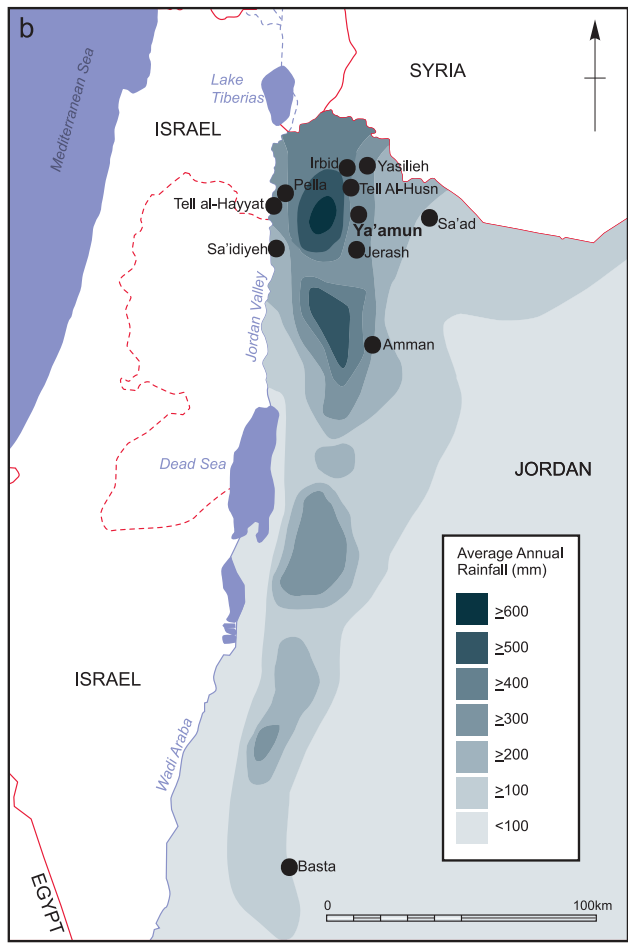 b
Mediterranean Sea
Lake
Tiberias
SYRIA
ISRAEL
Irbid
Yasilieh
Pella
Tell Al-Husn
Tell al-Hayyat
Ya'amun
Sa'ad
Sa'idiyeh
Jerash
Jordan Valley
Amman
Dead Sea
JORDAN
Average Annual
Rainfall (mm)
≥600
≥500
≥400
≥300
≥200
≥100
<100
ISRAEL
Wadi Araba
Basta
EGYPT
0 100km